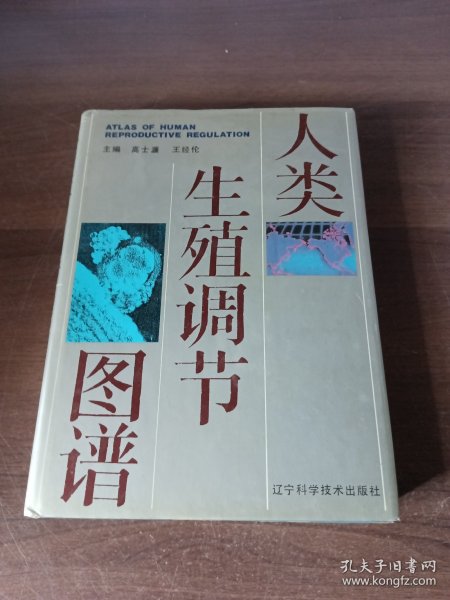 ATLAS OF HUMAN
REPRODUCTIVE REGULATION
主编 高士濂 王经伦
人类
生殖调节
图谱
辽宁科学技术出版社
孔夫子旧书网
www.kongfz.com